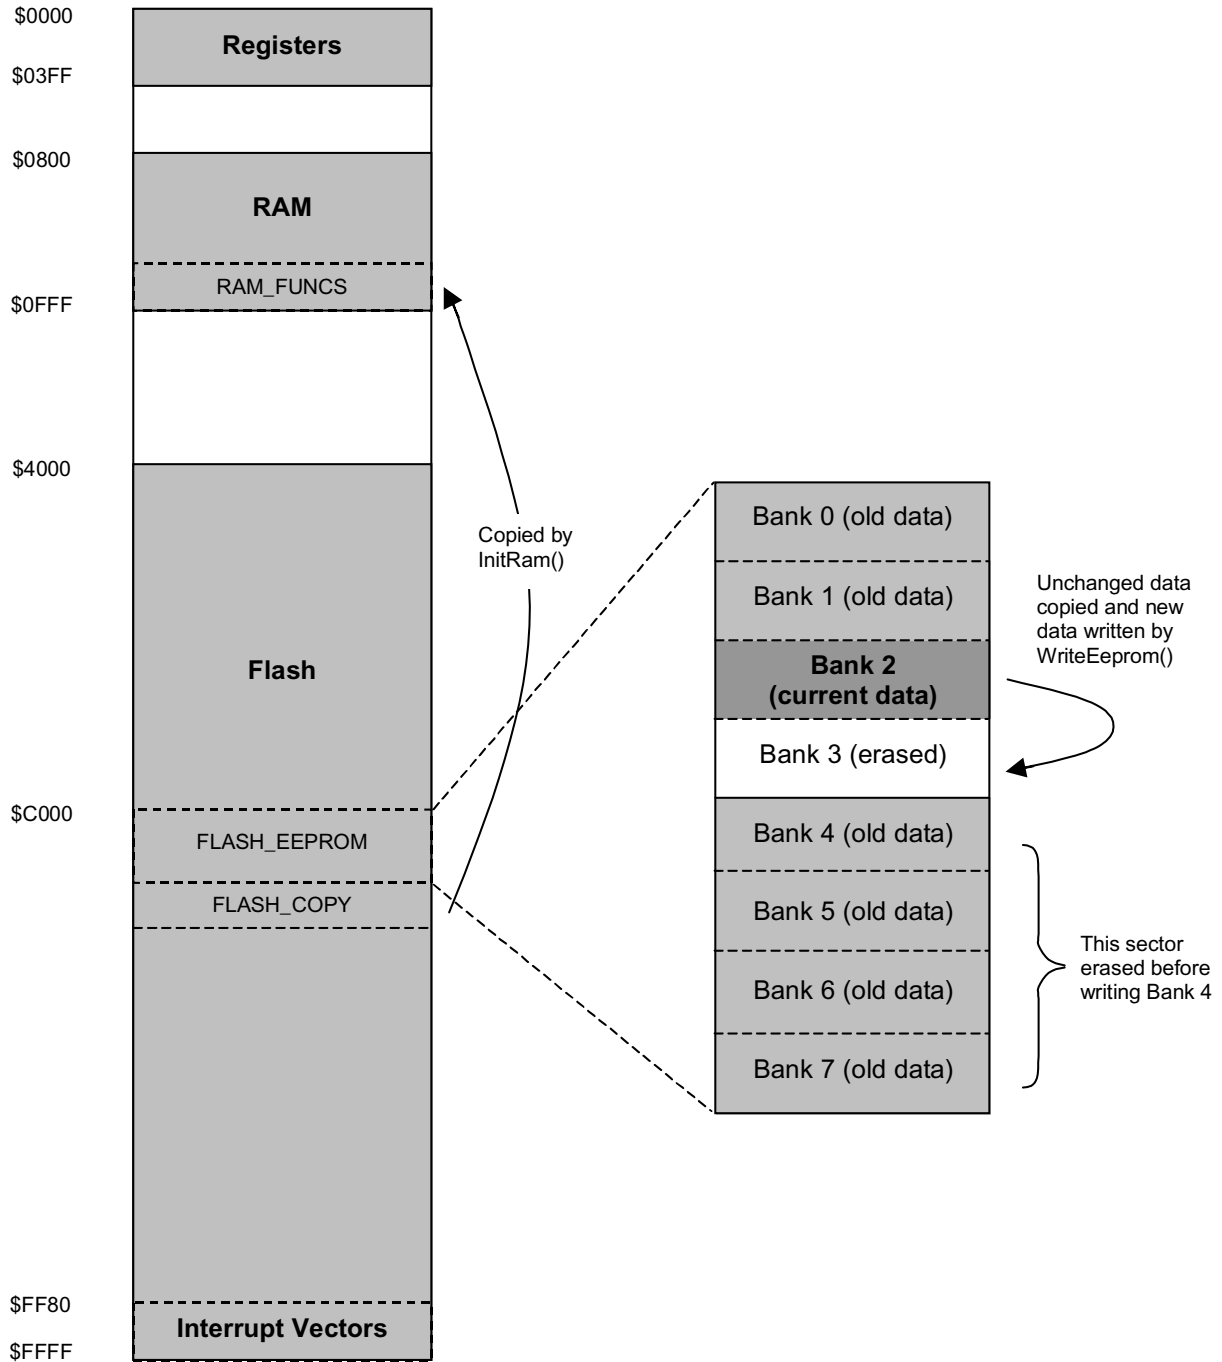 $0000
Registers
$03FF
$0800
RAM
RAM_FUNCS
$0FFF
$4000
Copied by
InitRam()
Flash
$C000
FLASH_EEPROM
FLASH_COPY
$FF80
Interrupt Vectors
$FFFF
Bank 0 (old data)
Bank 1 (old data)
Bank 2
(current data)
Bank 3 (erased)
Bank 4 (old data)
Bank 5 (old data)
Bank 6 (old data)
Bank 7 (old data)
Unchanged data
copied and new
data written by
WriteEeprom()
This sector
erased before
writing Bank 4